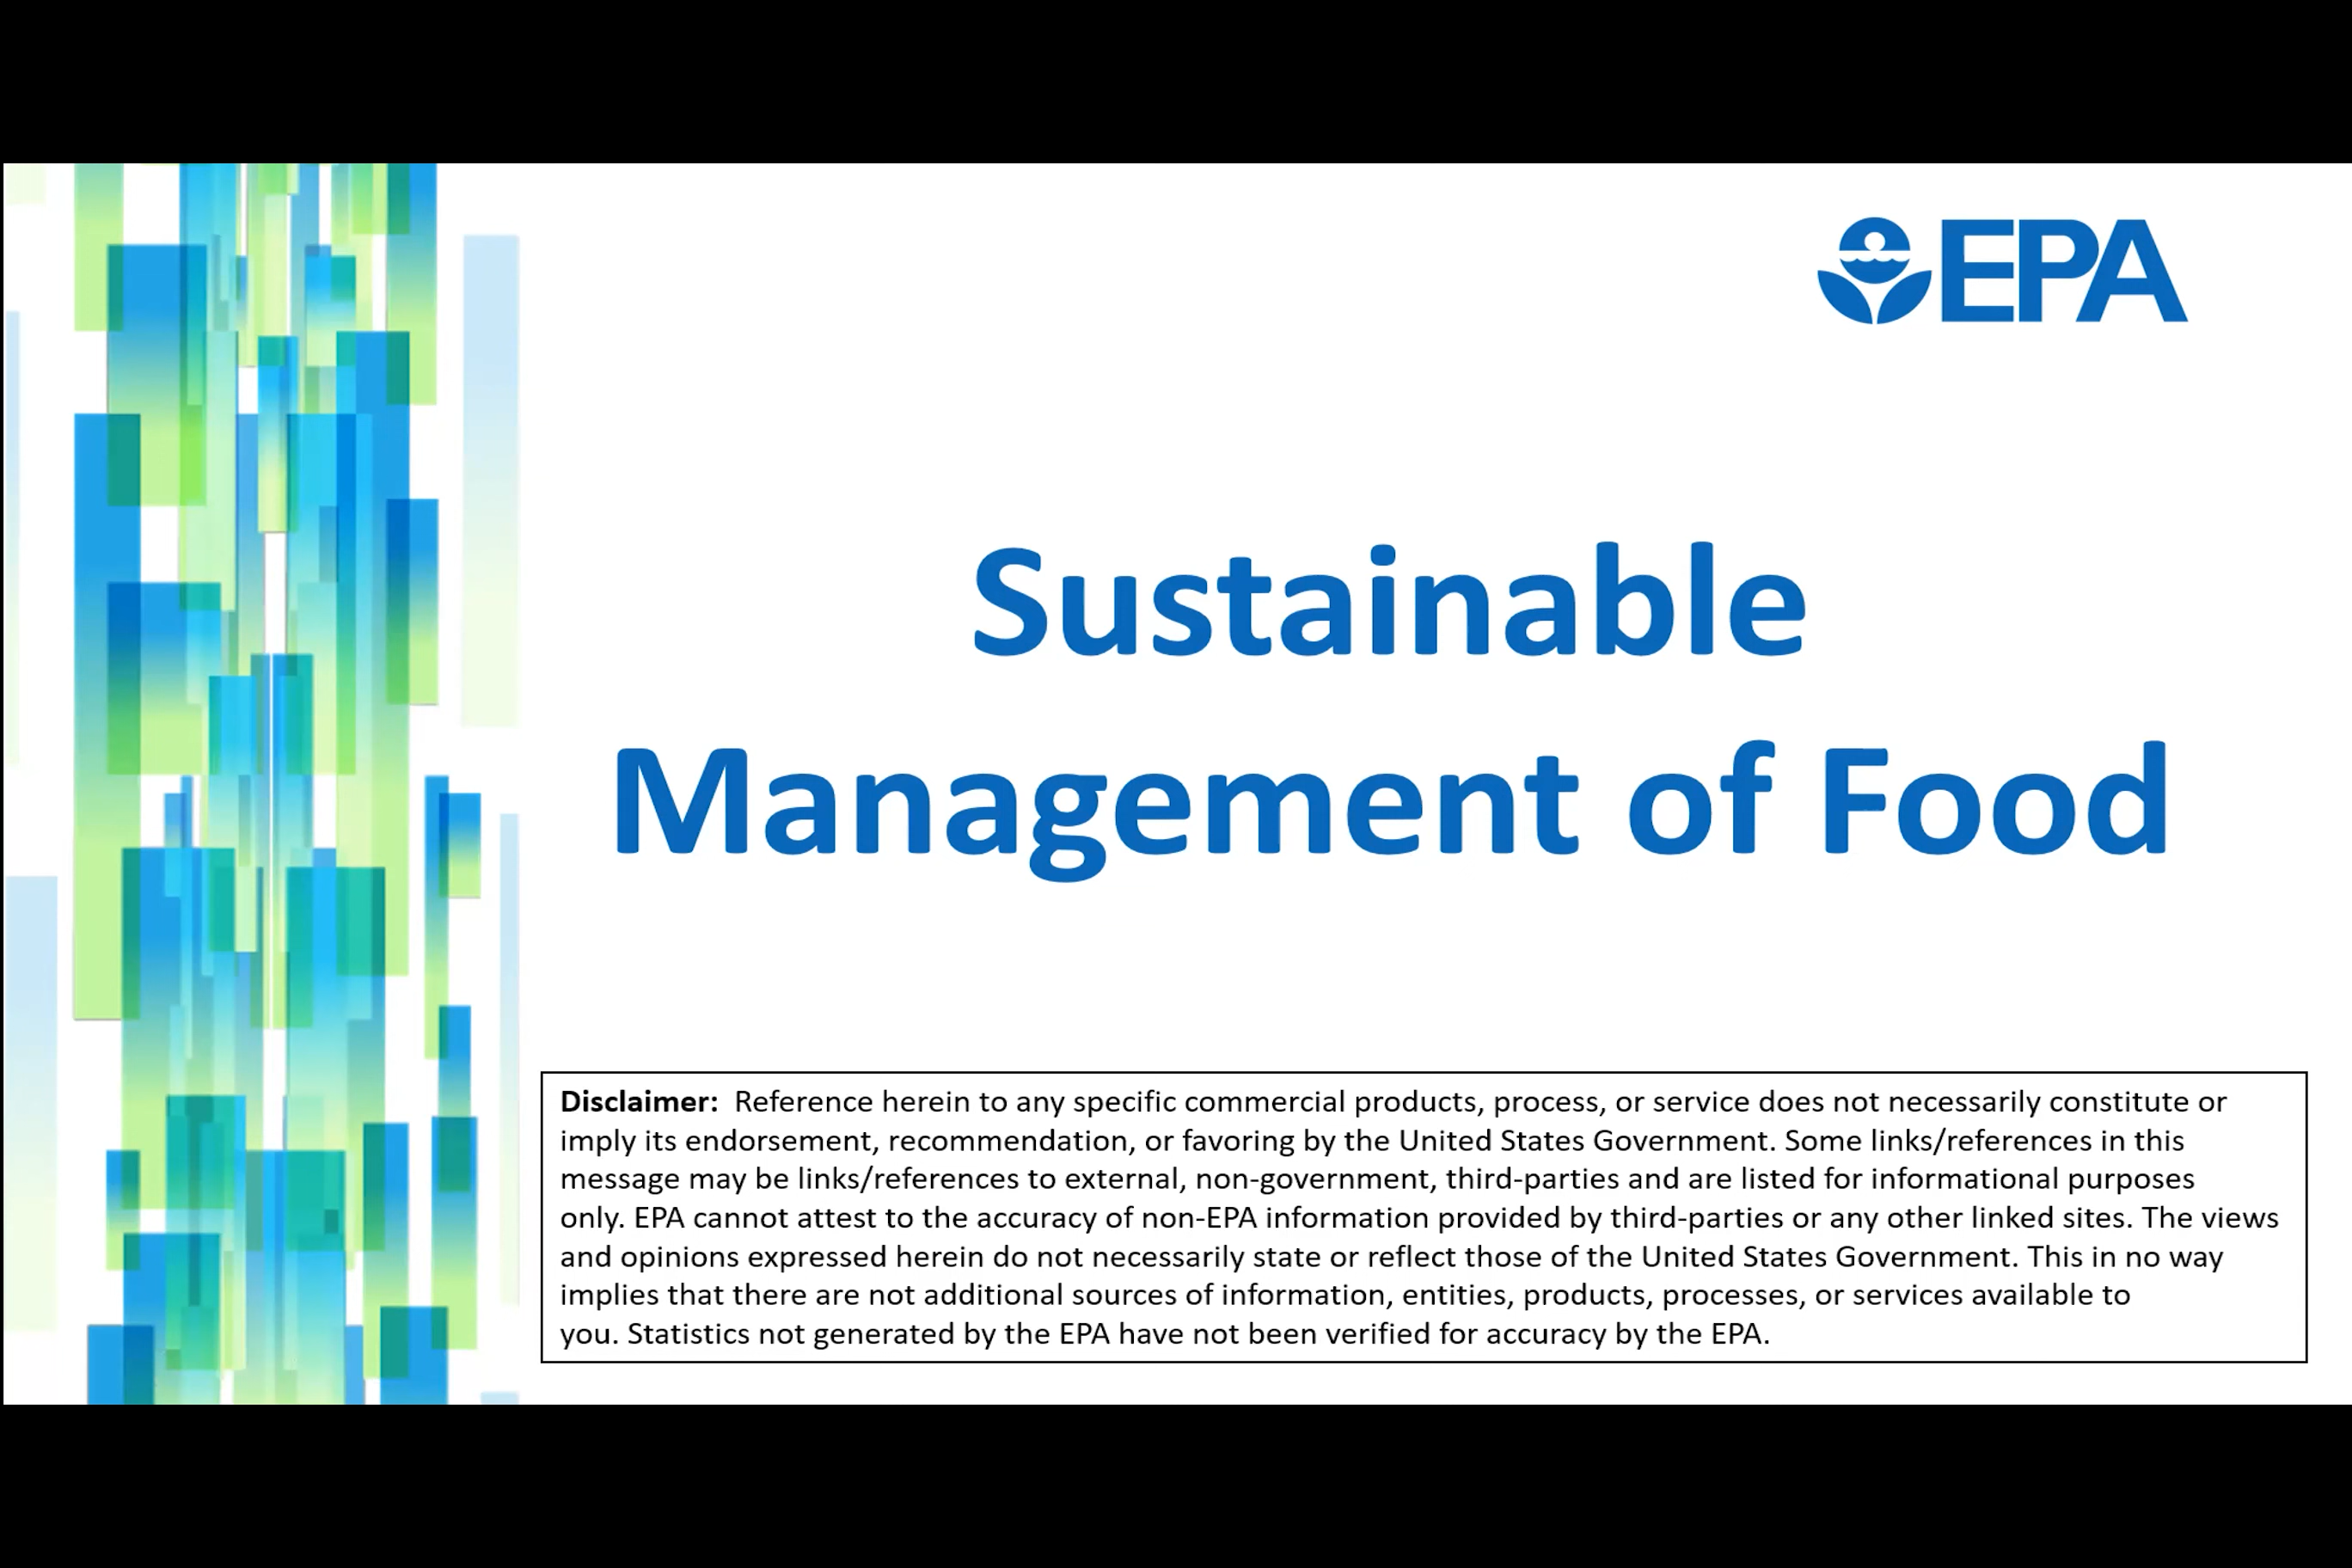 EPA
Sustainable
Management of Food
Disclaimer: Reference herein to any specific commercial products, process, or service does not necessarily constitute or
imply its endorsement, recommendation, or favoring by the United States Government. Some links/references in this
message may be links/references to external, non-government, third-parties and are listed for informational purposes
only. EPA cannot attest to the accuracy of non-EPA information provided by third-parties or any other linked sites. The views
and opinions expressed herein do not necessarily state or reflect those of the United States Government. This in no way
implies that there are not additional sources of information, entities, products, processes, or services available to
you. Statistics not generated by the EPA have not been verified for accuracy by the EPA.